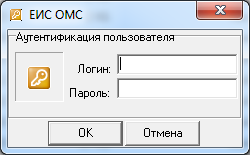 ЕИС ОМС
Аутентификация пользователя
Логин:
Пароль:
OK
Отмена